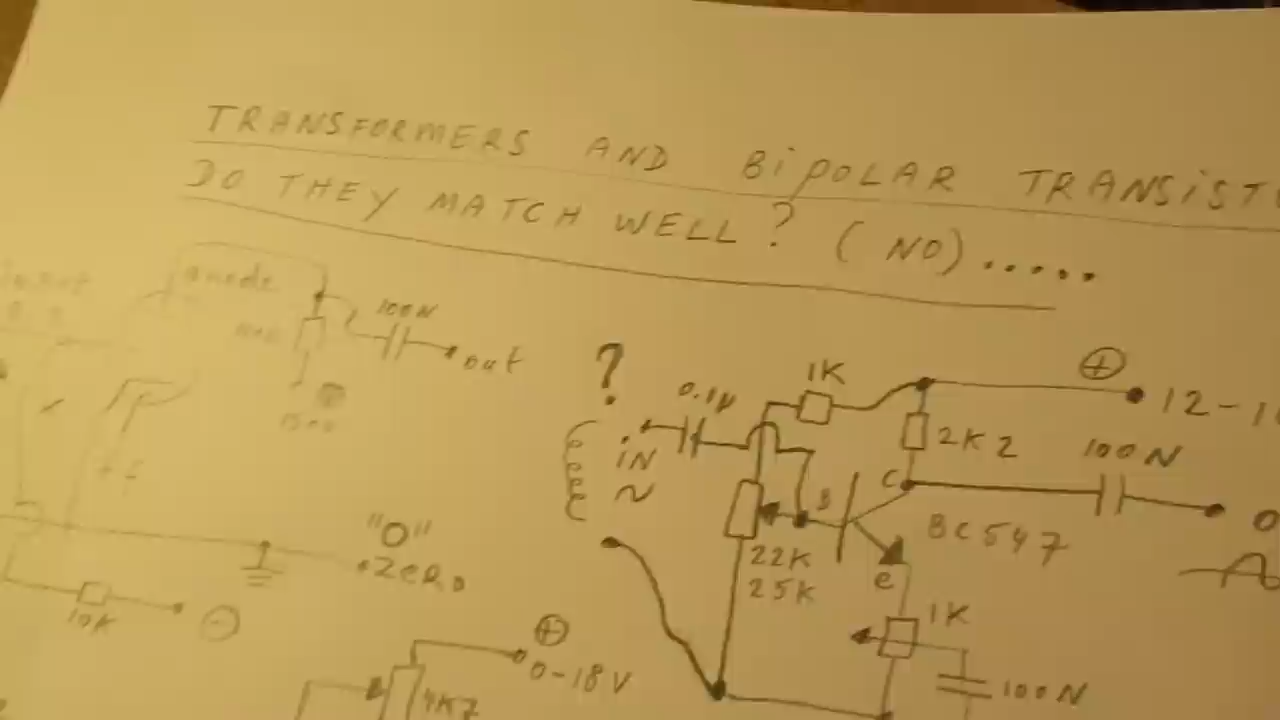 TRANSFORMERS AND BiPOLAR
DO THEY MATCH WELL? (NO).....
anode
100N
out
?
0.1µ
1K
+
12-1
iN
~
2K2
100N
C
B
BC547
22K
25K
e
1K
100N
"0"
ZERO
10K
-
+
0-18V
4K7